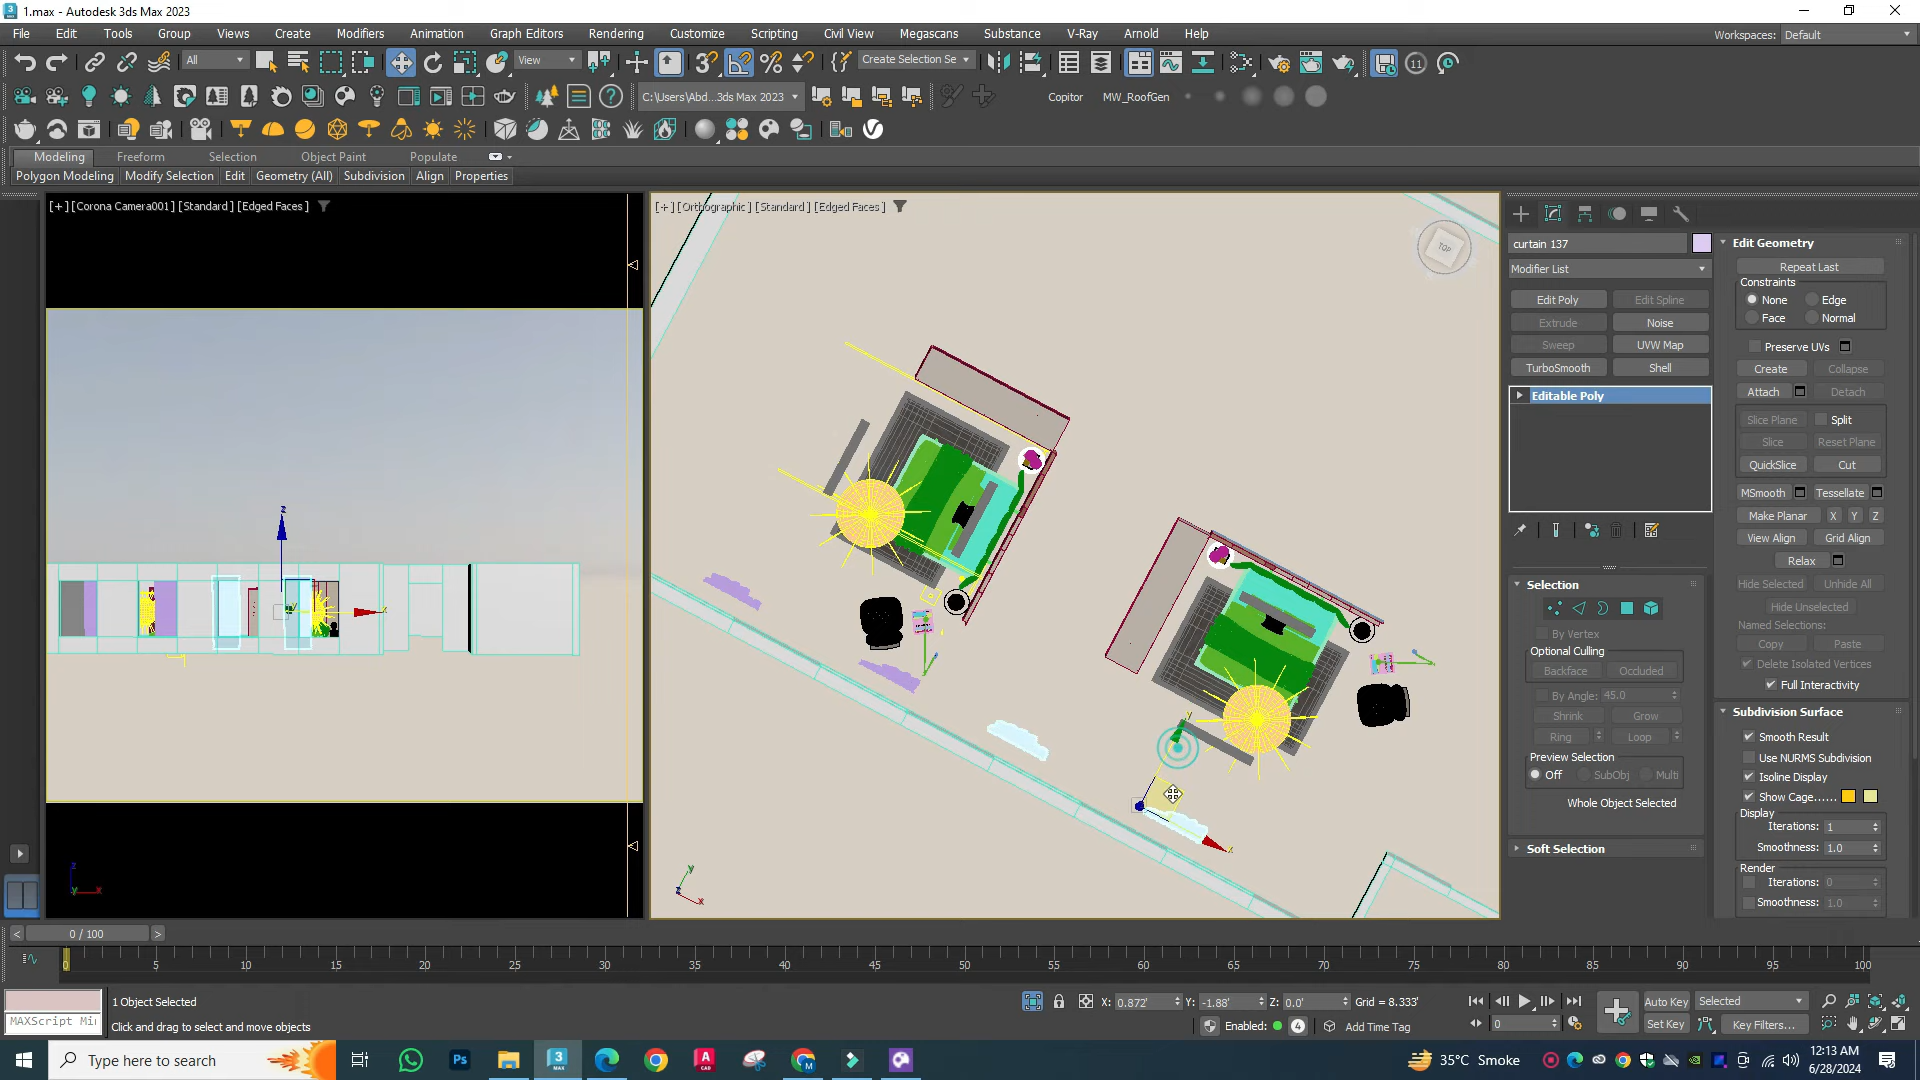 1.max - Autodesk 3ds Max 2023
File Edit Tools Group Views Create Modifiers Animation Graph Editors Rendering Customize Scripting Civil View Megascans Substance V-Ray Arnold Help
Workspaces: Default
All View Create Selection Se 11
C:\Users\Abd...3ds Max 2023 Copitor MW_RoofGen
Modeling Freeform Selection Object Paint Populate
Polygon Modeling Modify Selection Edit Geometry (All) Subdivision Align Properties
[+] [Corona Camera001] [Standard] [Edged Faces]
[+] [Orthographic] [Standard] [Edged Faces]
TOP
curtain 137
Modifier List
Edit Poly Edit Spline
Extrude Noise
Sweep UVW Map
TurboSmooth Shell
Editable Poly
Selection
By Vertex
Optional Culling
Backface Occluded
By Angle: 45.0
Shrink Grow
Ring Loop
Preview Selection
Off SubObj Multi
Whole Object Selected
Soft Selection
Edit Geometry
Repeat Last
Constraints
None Edge
Face Normal
Preserve UVs
Create Collapse
Attach Detach
Slice Plane Split
Slice Reset Plane
QuickSlice Cut
MSmooth Tessellate
Make Planar X Y Z
View Align Grid Align
Relax
Hide Selected Unhide All
Hide Unselected
Named Selections:
Copy Paste
Delete Isolated Vertices
Full Interactivity
Subdivision Surface
Smooth Result
Use NURMS Subdivision
Isoline Display
Show Cage......
Display
Iterations: 1
Smoothness: 1.0
Render
Iterations: 0
Smoothness: 1.0
z
x
y
x
z
y
x
y
z
x
< 0 / 100 >
0 5 10 15 20 25 30 35 40 45 50 55 60 65 70 75 80 85 90 95 100
1 Object Selected
X: 0.872' Y: -1.88' Z: 0.0' Grid = 8.333'
Auto Key Selected
MAXScript Mi
Click and drag to select and move objects
Enabled: 4 Add Time Tag
0
Set Key Key Filters...
Type here to search
3
MAX
Ps
A
CAD
M
35°C Smoke
12:13 AM
6/28/2024